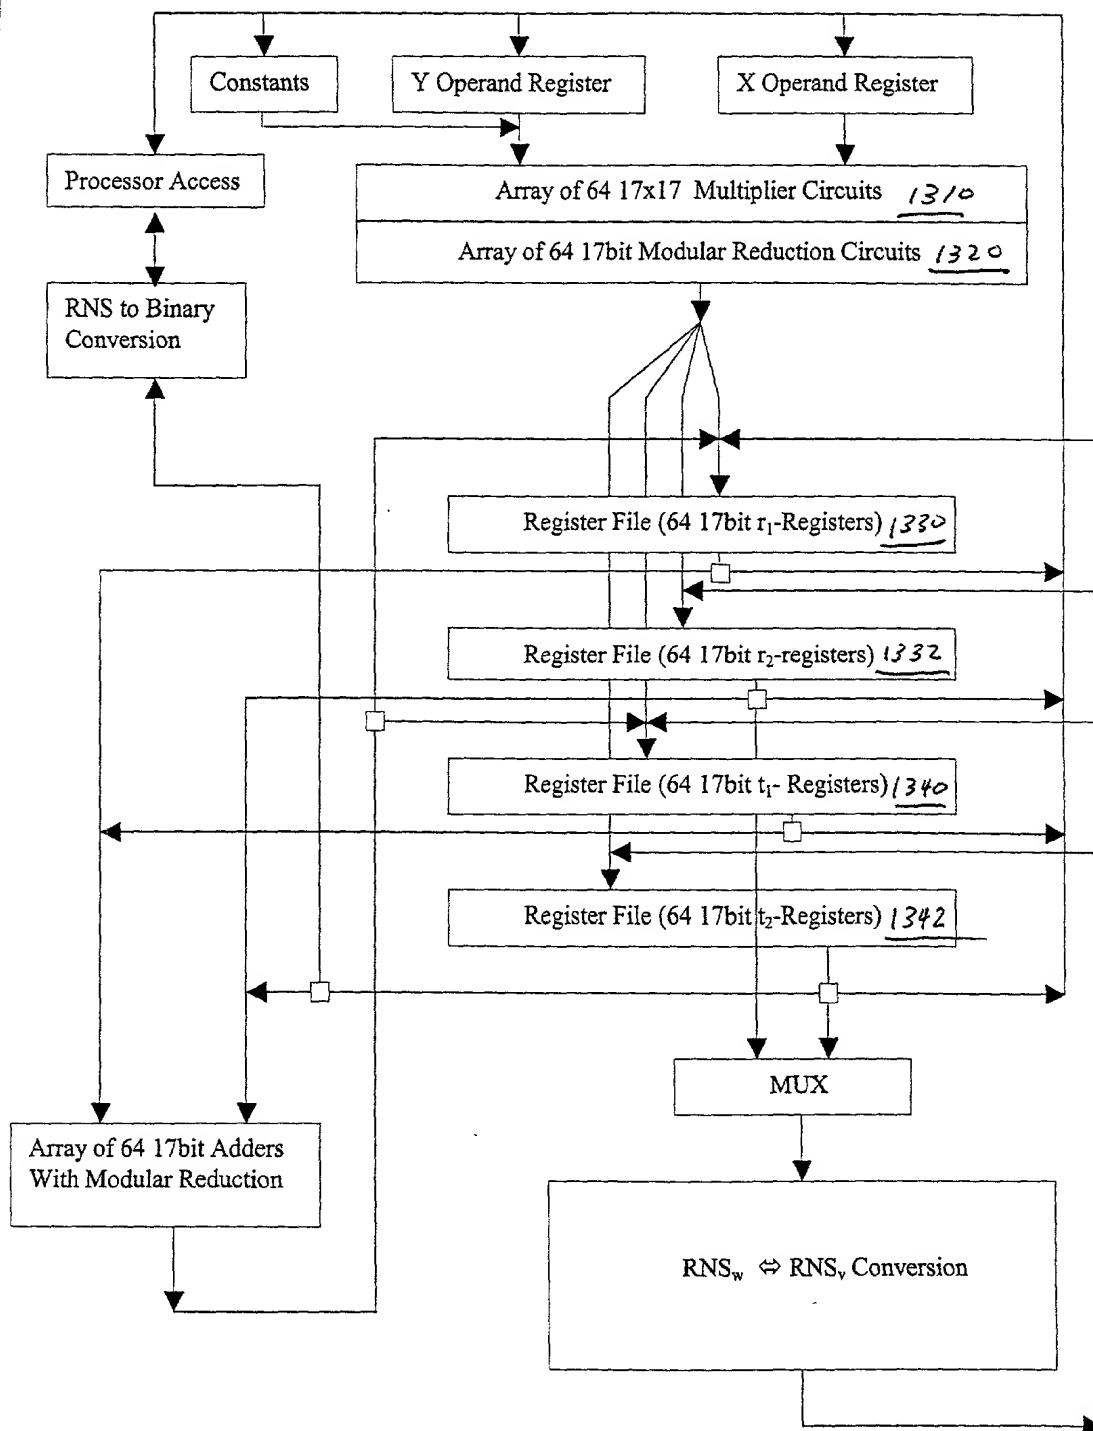 Constants
Y Operand Register
X Operand Register
Processor Access
Array of 64 17x17 Multiplier Circuits 1310
Array of 64 17bit Modular Reduction Circuits 1320
RNS to Binary
Conversion
Register File (64 17bit r₁-Registers) 1330
Register File (64 17bit r₂-registers) 1332
Register File (64 17bit t₁- Registers) 1340
Register File (64 17bit t₂-Registers) 1342
MUX
Array of 64 17bit Adders
With Modular Reduction
RNSw ⇔ RNSv Conversion